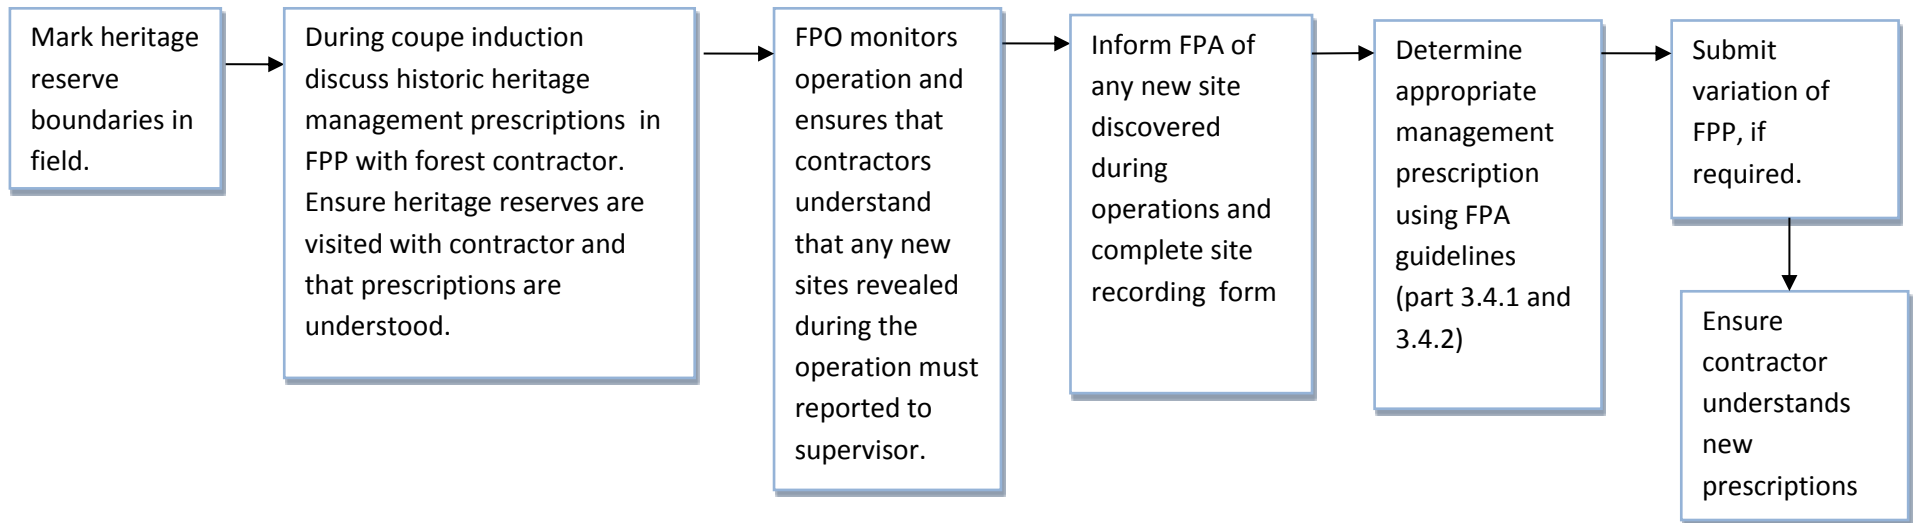 Mark heritage
reserve
boundaries in
field.
During coupe induction
discuss historic heritage
management prescriptions  in
FPP with forest contractor.
Ensure heritage reserves are
visited with contractor and
that prescriptions are
understood.
FPO monitors
operation and
ensures that
contractors
understand
that any new
sites revealed
during the
operation must
reported to
supervisor.
Inform FPA of
any new site
discovered
during
operations and
complete site
recording  form
Determine
appropriate
management
prescription
using FPA
guidelines
(part 3.4.1 and
3.4.2)
Submit
variation of
FPP, if
required.
Ensure
contractor
understands
new
prescriptions